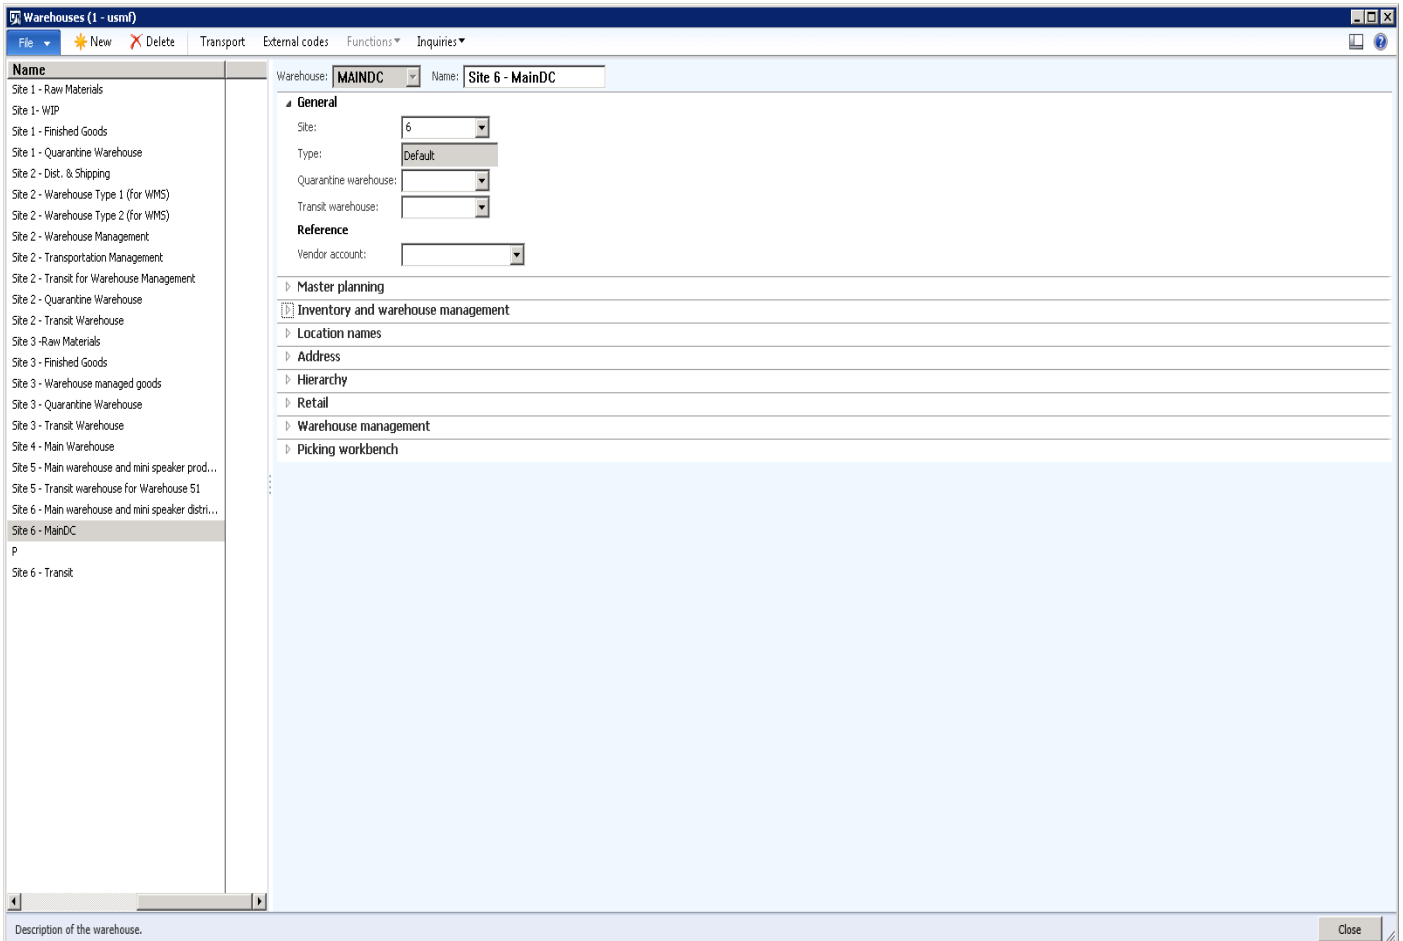 Warehouses (1 - usmf)
File New Delete Transport External codes Functions Inquiries
Name
Site 1 - Raw Materials
Site 1- WIP
Site 1 - Finished Goods
Site 1 - Quarantine Warehouse
Site 2 - Dist. & Shipping
Site 2 - Warehouse Type 1 (for WMS)
Site 2 - Warehouse Type 2 (for WMS)
Site 2 - Warehouse Management
Site 2 - Transportation Management
Site 2 - Transit for Warehouse Management
Site 2 - Quarantine Warehouse
Site 2 - Transit Warehouse
Site 3 -Raw Materials
Site 3 - Finished Goods
Site 3 - Warehouse managed goods
Site 3 - Quarantine Warehouse
Site 3 - Transit Warehouse
Site 4 - Main Warehouse
Site 5 - Main warehouse and mini speaker prod...
Site 5 - Transit warehouse for Warehouse 51
Site 6 - Main warehouse and mini speaker distri...
Site 6 - MainDC
P
Site 6 - Transit
Warehouse: MAINDC Name: Site 6 - MainDC
General
Site: 6
Type: Default
Quarantine warehouse:
Transit warehouse:
Reference
Vendor account:
Master planning
Inventory and warehouse management
Location names
Address
Hierarchy
Retail
Warehouse management
Picking workbench
Description of the warehouse.
Close